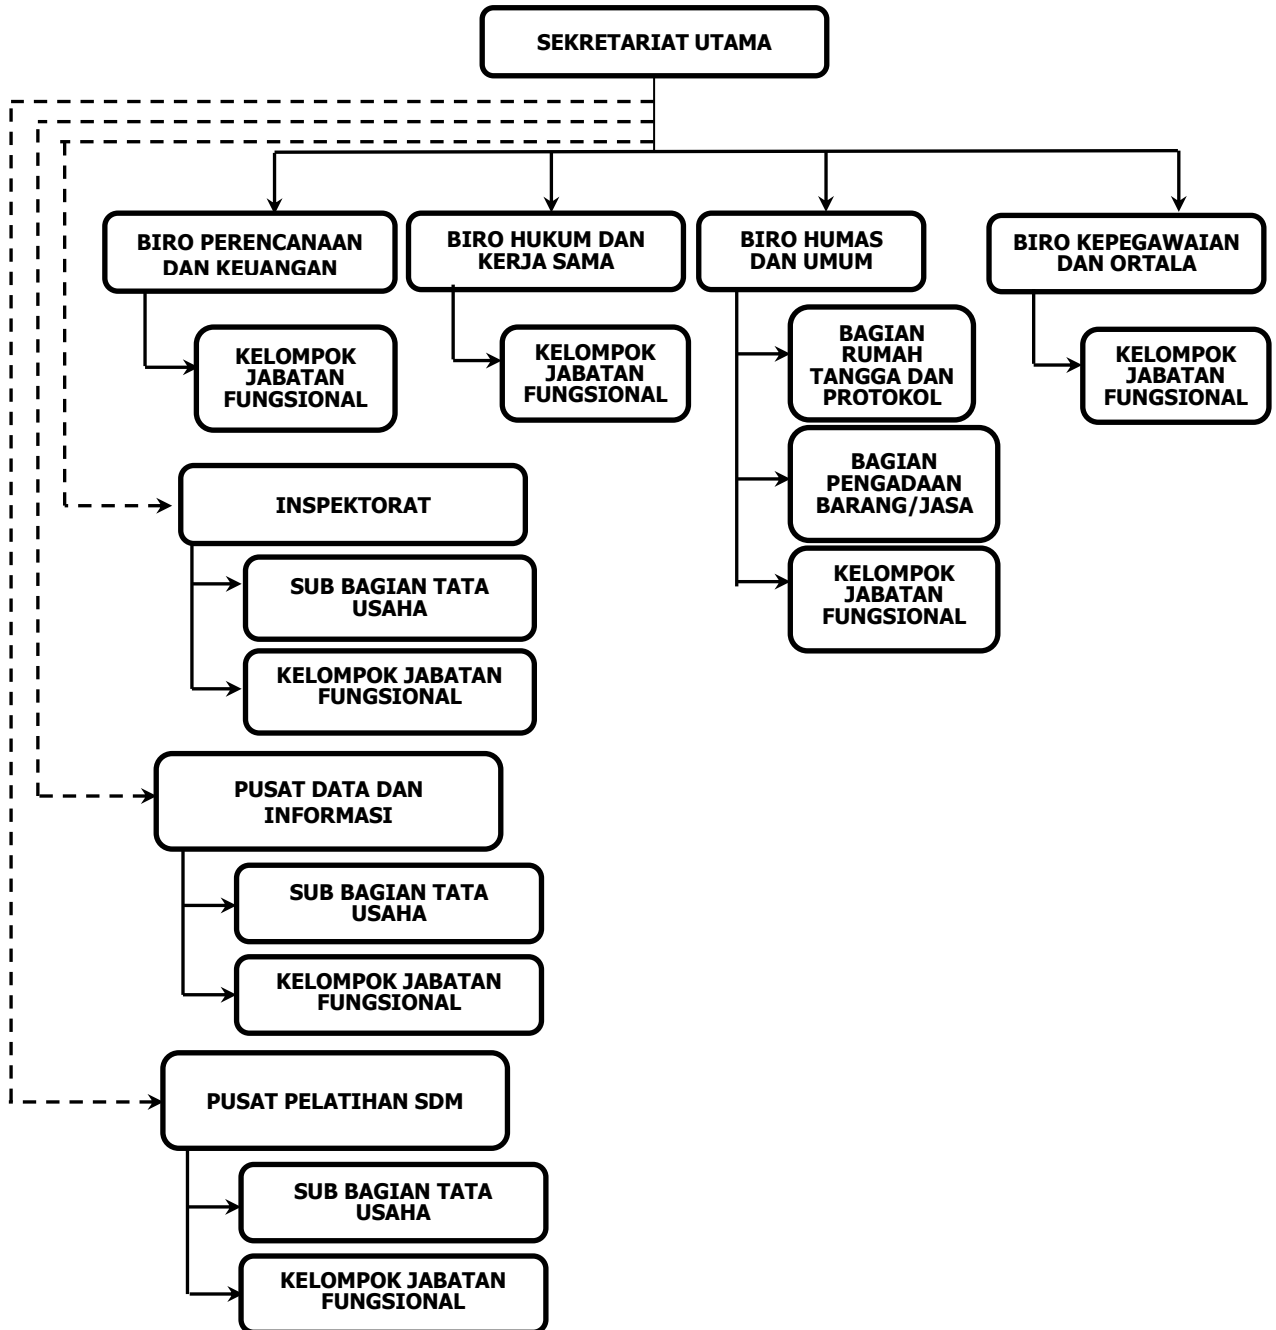 SEKRETARIAT UTAMA
BIRO PERENCANAAN
DAN KEUANGAN
BIRO HUKUM DAN
KERJA SAMA
BIRO HUMAS
DAN UMUM
BIRO KEPEGAWAIAN
DAN ORTALA
KELOMPOK
JABATAN
FUNGSIONAL
KELOMPOK
JABATAN
FUNGSIONAL
BAGIAN
RUMAH
TANGGA DAN
PROTOKOL
KELOMPOK
JABATAN
FUNGSIONAL
BAGIAN
PENGADAAN
BARANG/JASA
KELOMPOK
JABATAN
FUNGSIONAL
INSPEKTORAT
SUB BAGIAN TATA
USAHA
KELOMPOK JABATAN
FUNGSIONAL
PUSAT DATA DAN
INFORMASI
SUB BAGIAN TATA
USAHA
KELOMPOK JABATAN
FUNGSIONAL
PUSAT PELATIHAN SDM
SUB BAGIAN TATA
USAHA
KELOMPOK JABATAN
FUNGSIONAL